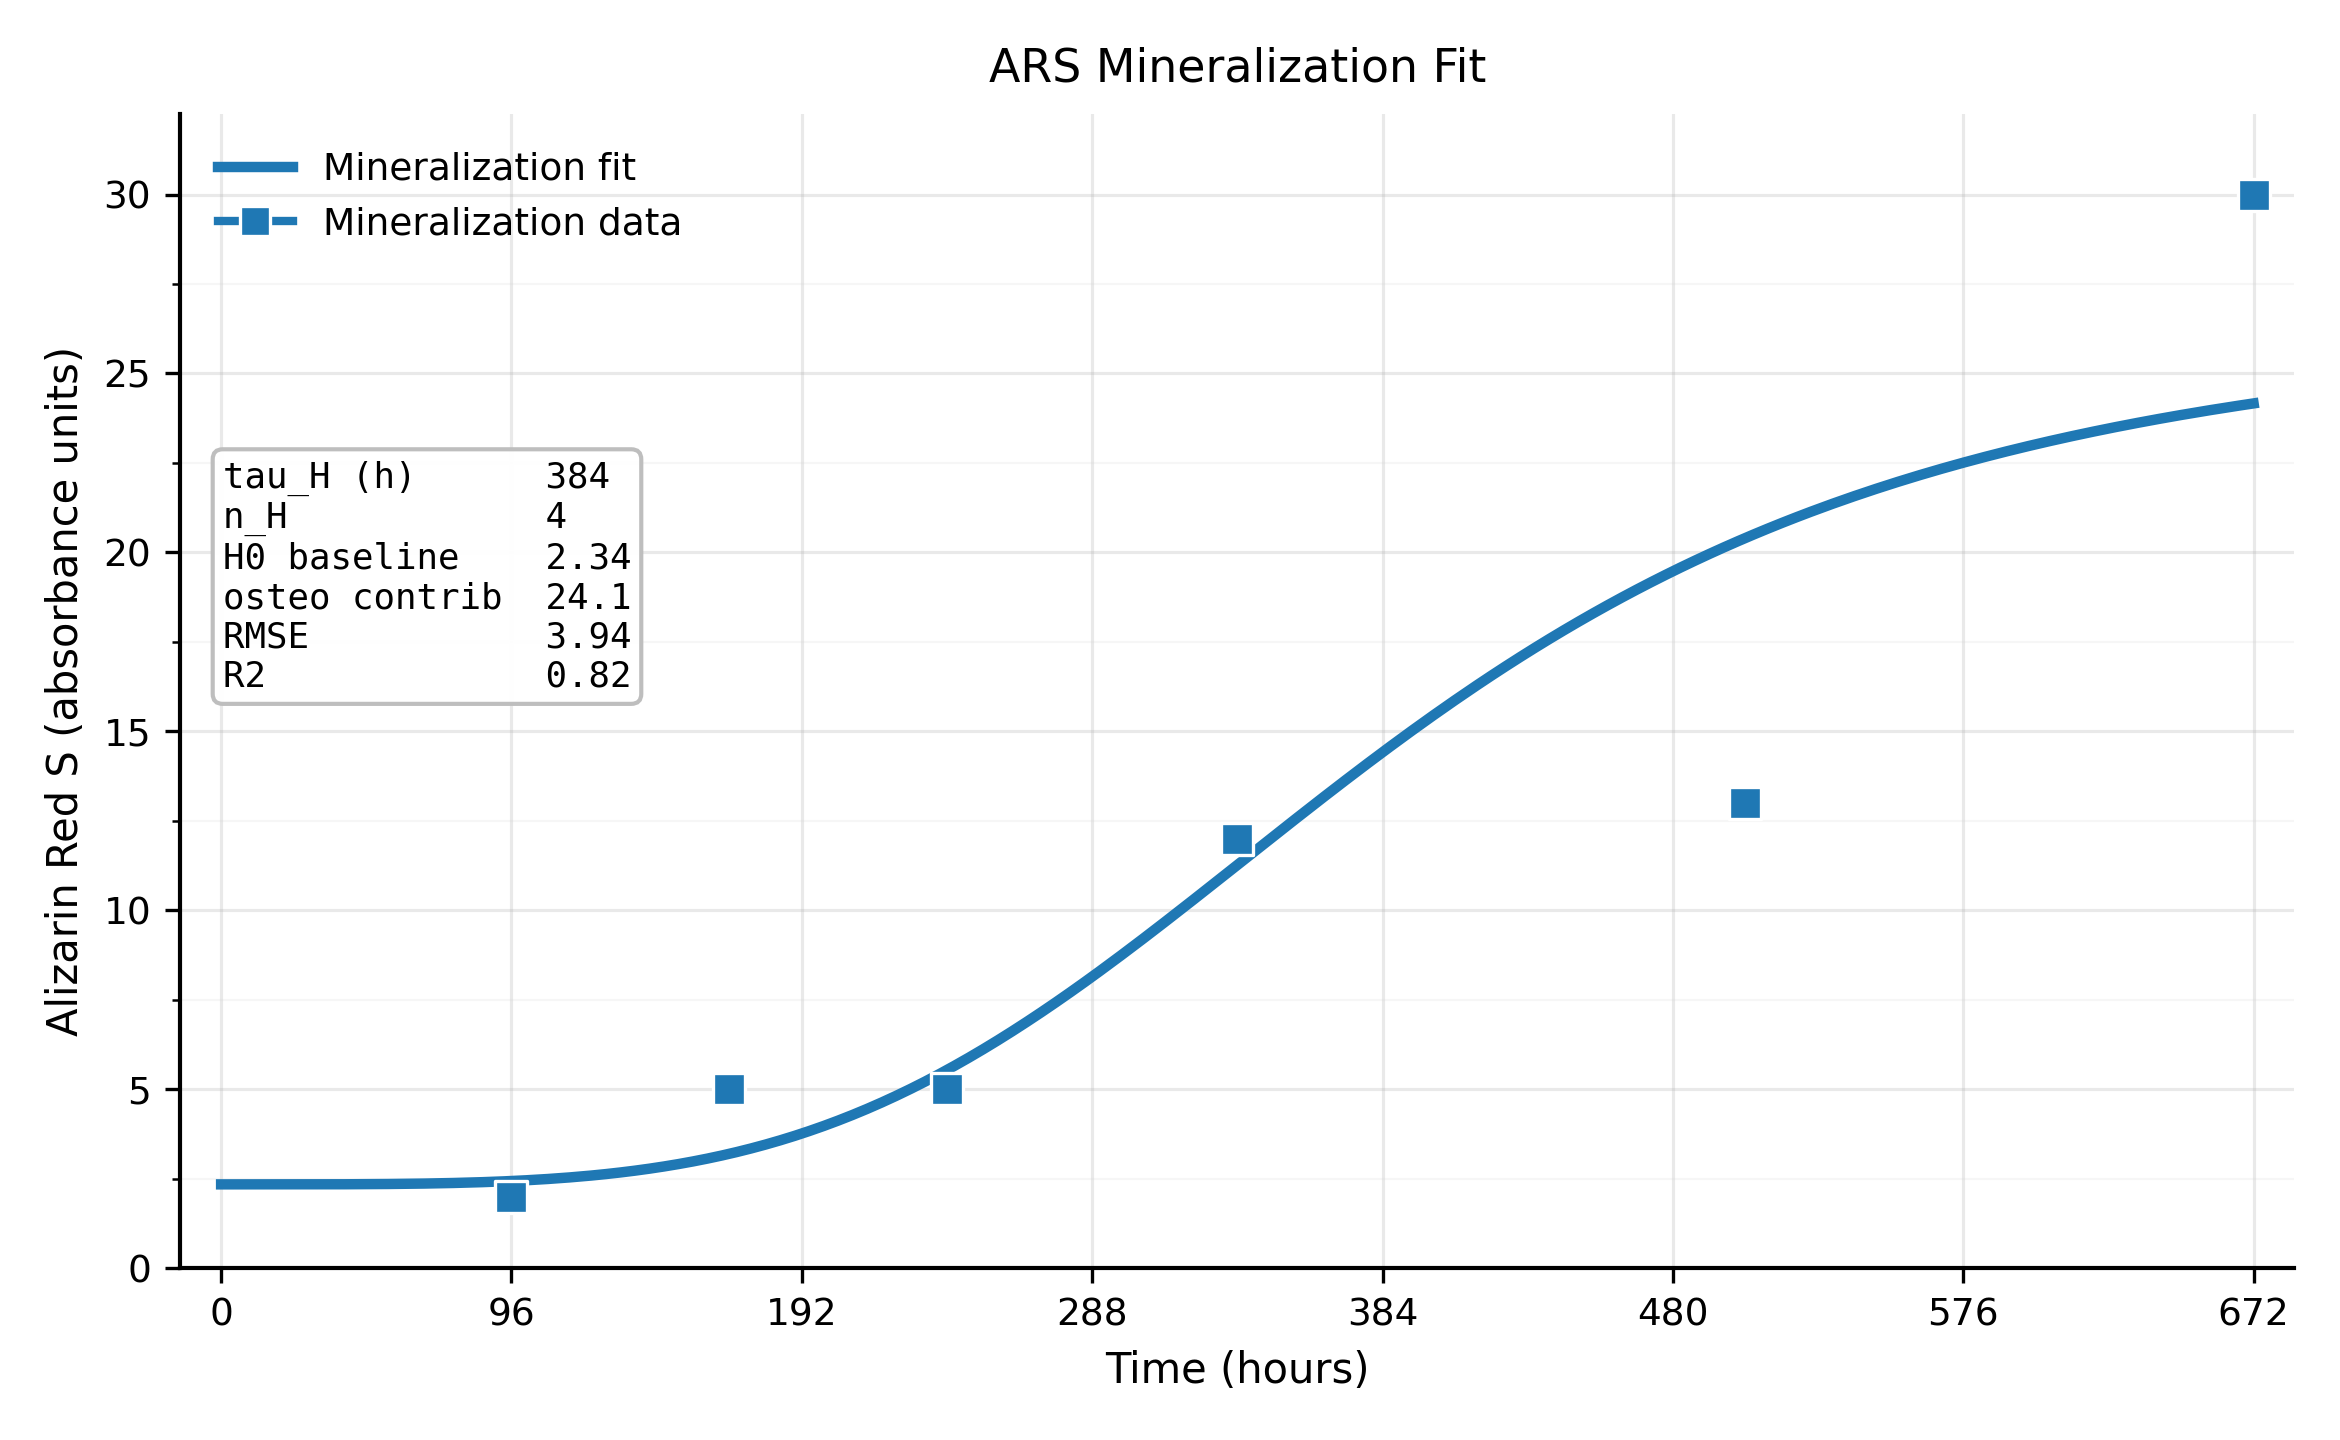 ARS Mineralization Fit
Mineralization fit
Mineralization data
30
25
20
15
10
5
0
Alizarin Red S (absorbance units)
tau_H (h) 384
n_H 4
H0 baseline 2.34
osteo contrib 24.1
RMSE 3.94
R2 0.82
0 96 192 288 384 480 576 672
Time (hours)